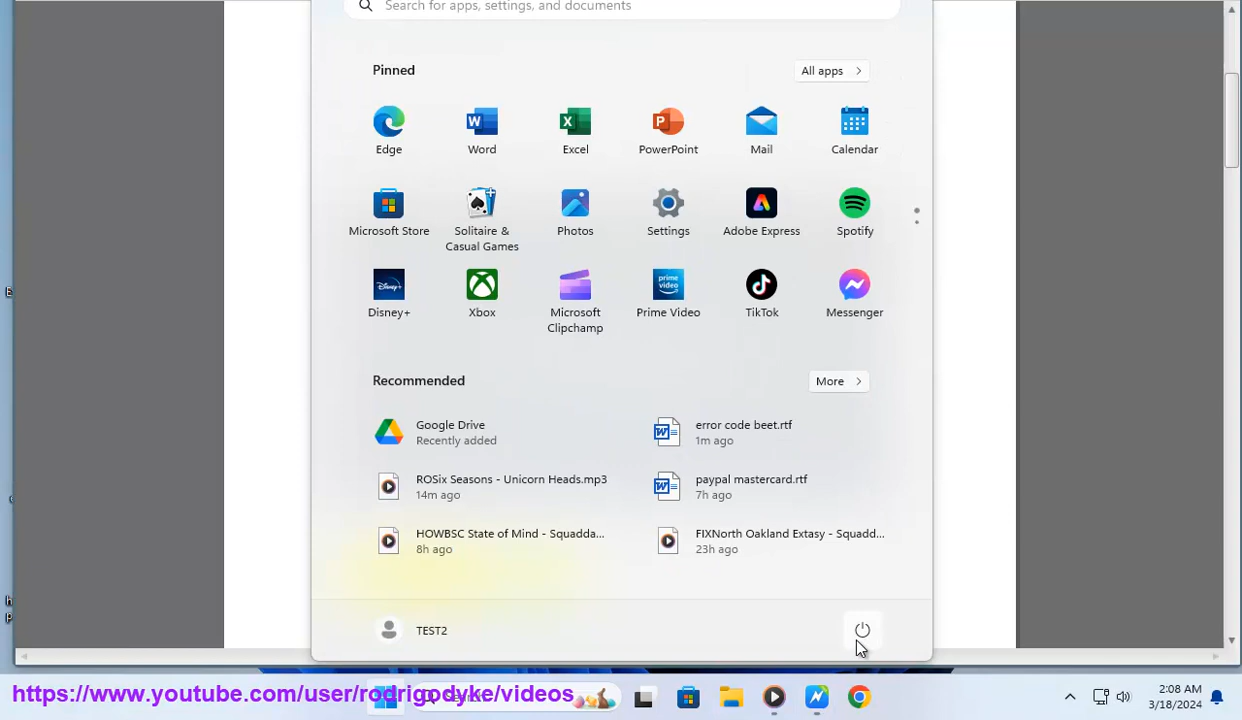 Search for apps, settings, and documents
Pinned
All apps
Edge
Word
Excel
PowerPoint
Mail
Calendar
Microsoft Store
Solitaire &
Casual Games
Photos
Settings
Adobe Express
Spotify
Disney+
Xbox
Microsoft
Clipchamp
prime
video
Prime Video
TikTok
Messenger
Recommended
More
Google Drive
Recently added
error code beet.rtf
1m ago
ROSix Seasons - Unicorn Heads.mp3
14m ago
paypal mastercard.rtf
7h ago
HOWBSC State of Mind - Squadda...
8h ago
FIXNorth Oakland Extasy - Squadd...
23h ago
TEST2
https://www.youtube.com/user/rodrigodyke/videos
2:08 AM
3/18/2024